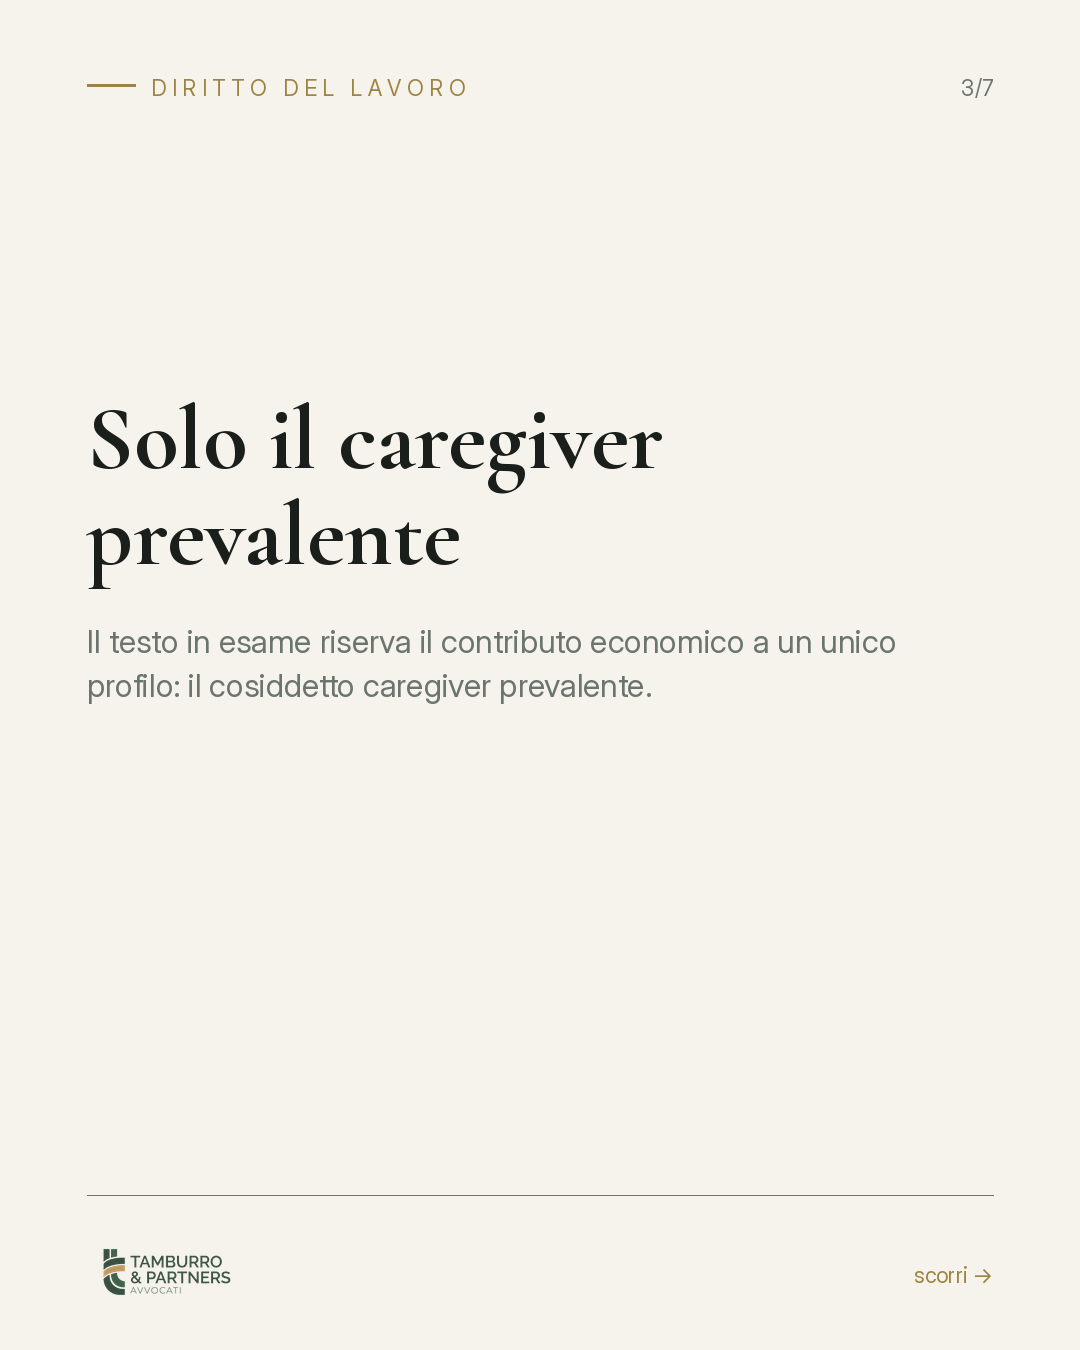 DIRITTO DEL LAVORO
3/7
Solo il caregiver
prevalente
Il testo in esame riserva il contributo economico a un unico
profilo: il cosiddetto caregiver prevalente.
TAMBURRO
& PARTNERS
AVVOCATI
scorri →